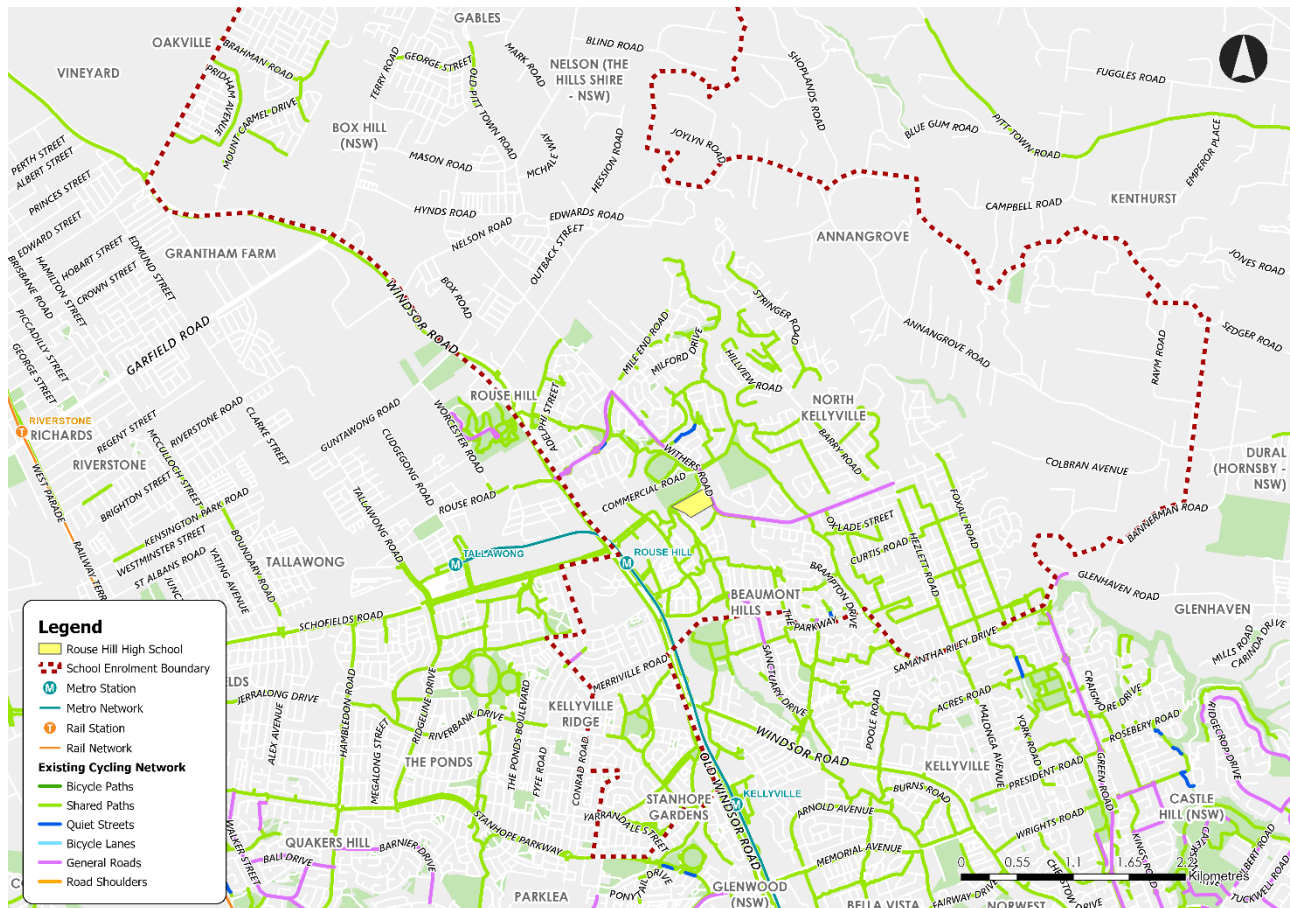 GABLES
OAKVILLE
BRAHMAN ROAD
VINEYARD
PRIDHAM AVENUE
MOUNT CARMEL DRIVE
TERRY ROAD
GEORGE STREET
OLD PITT TOWN ROAD
MARK ROAD
BLIND ROAD
NELSON (THE
HILLS SHIRE
- NSW)
SHOPLANDS ROAD
FUGGLES ROAD
BOX HILL
(NSW)
MASON ROAD
MCHALE WAY
HESSION ROAD
JOYLYN ROAD
BLUE GUM ROAD
PITT TOWN ROAD
EMPEROR PLACE
KENTHURST
CAMPBELL ROAD
PERTH STREET
ALBERT STREET
PRINCES STREET
EDWARD STREET
HAMILTON STREET
BRISBANE ROAD
HOBART STREET
CROWN STREET
EDMUND STREET
PICCADILLY STREET
GEORGE STREET
GRANTHAM FARM
HYNDS ROAD
NELSON ROAD
EDWARDS ROAD
OUTBACK STREET
ANNANGROVE
JONES ROAD
BOX ROAD
WINDSOR ROAD
GARFIELD ROAD
STRINGER ROAD
ANNANGROVE ROAD
RAYM ROAD
SEDGER ROAD
MILE END ROAD
MILFORD DRIVE
HILLVIEW ROAD
NORTH
KELLYVILLE
BARRY ROAD
ROUSE HILL
ADELPHI STREET
WORCESTER ROAD
GUNTAWONG ROAD
CUDGEGONG ROAD
ROUSE ROAD
WITHERS ROAD
COMMERCIAL ROAD
COLBRAN AVENUE
DURAL
(HORNSBY -
NSW)
BANNERMAN ROAD
T
RIVERSTONE
RICHARDS
REGENT STREET
RIVERSTONE ROAD
CLARKE STREET
MCCULLOCH STREET
RIVERSTONE
BRIGHTON STREET
KENSINGTON PARK ROAD
WESTMINSTER STREET
ST ALBANS ROAD
JUNC
YATING AVENUE
BOUNDARY ROAD
WEST PARADE
RAILWAY TERR
TALLAWONG
TALLAWONG ROAD
M
TALLAWONG
M
ROUSE HILL
OXLADE STREET
CURTIS ROAD
HEZLETT ROAD
FOXALL ROAD
BRAMPTON DRIVE
BEAUMONT
HILLS
THE PARKWAY
GLENHAVEN ROAD
GLENHAVEN
MILLS ROAD
CARINDA DRIVE
SAMANTHA RILEY DRIVE
SCHOFIELDS ROAD
MERRIVILLE ROAD
SANCTUARY DRIVE
KELLYVILLE
RIDGE
ELDS
JERRALONG DRIVE
ALEX AVENUE
HAMBLEDON ROAD
MEGALONG STREET
RIDGELINE DRIVE
RIVERBANK DRIVE
THE PONDS
THE PONDS BOULEVARD
FYFE ROAD
CONRAD ROAD
ACRES ROAD
POOLE ROAD
MALONGA AVENUE
YORK ROAD
CRAIGMORE DRIVE
ROSEBERY ROAD
RIDGECROP DRIVE
WINDSOR ROAD
OLD WINDSOR ROAD
KELLYVILLE
PRESIDENT ROAD
GREEN ROAD
CASTLE
HILL (NSW)
M
KELLYVILLE
STANHOPE
GARDENS
ARNOLD AVENUE
BURNS ROAD
WRIGHTS ROAD
YARRANDALE STREET
STANHOPE PARKWAY
QUAKERS HILL
BALI DRIVE
BARNIER DRIVE
WALKER STREET
MEMORIAL AVENUE
PONYTAIL DRIVE
PARKLEA
GLENWOOD
(NSW)
FAIRWAY DRIVE
BELLA VISTA
NORWEST
KING ROAD
TUCKWELL ROAD
Legend
Rouse Hill High School
School Enrolment Boundary
M Metro Station
Metro Network
T Rail Station
Rail Network
Existing Cycling Network
Bicycle Paths
Shared Paths
Quiet Streets
Bicycle Lanes
General Roads
Road Shoulders
0 0.55 1.1 1.65 2.2
Kilometres